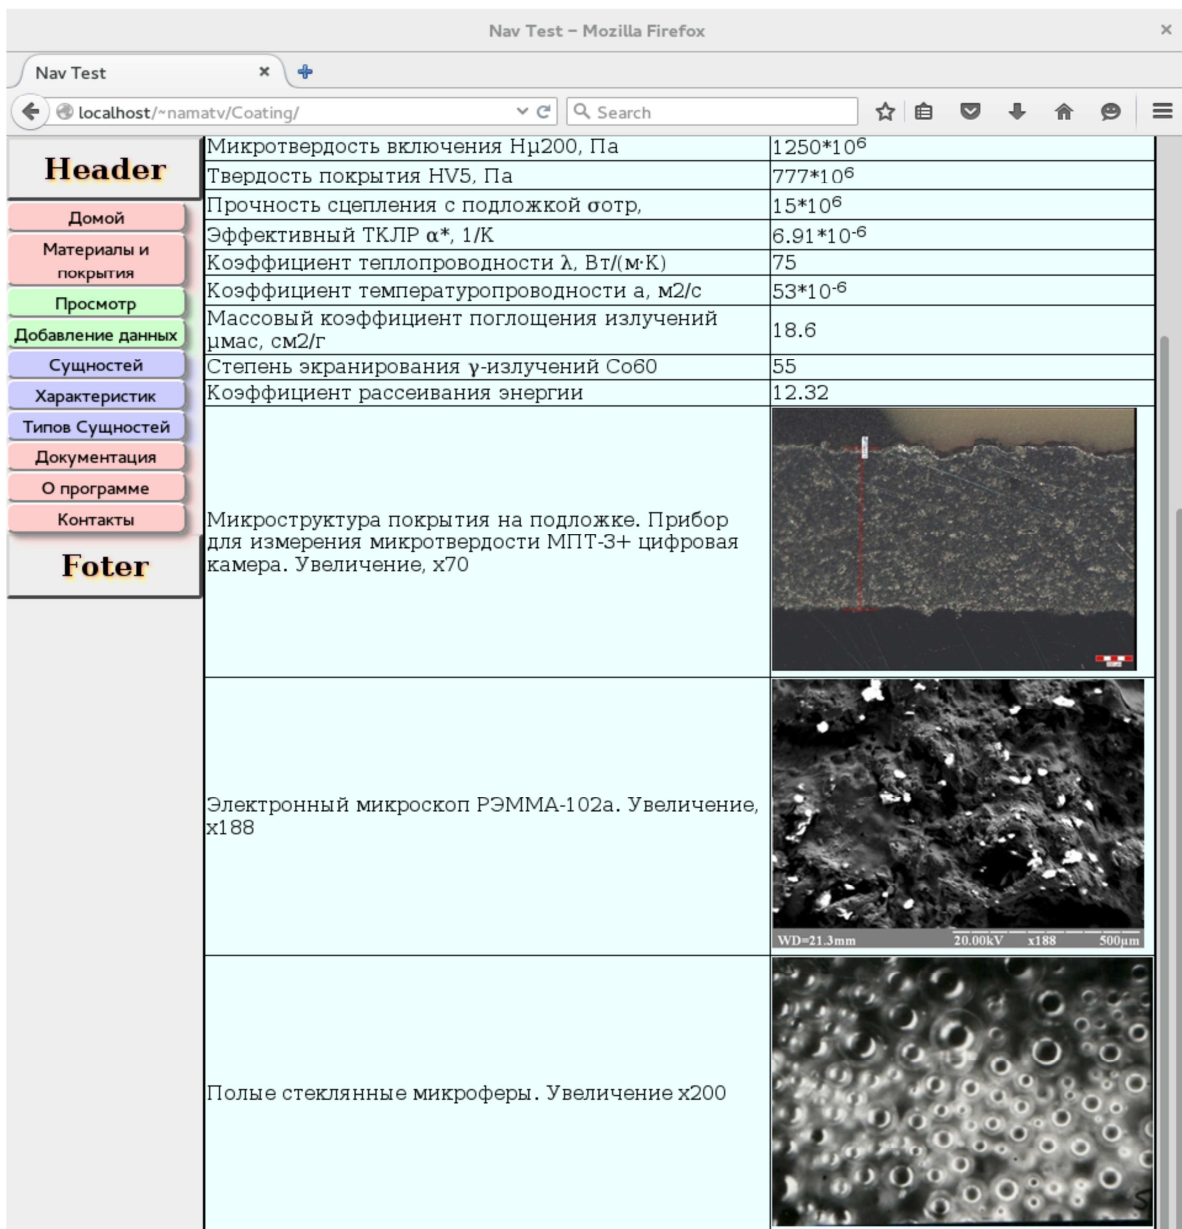 Nav Test – Mozilla Firefox
Nav Test
localhost/~namatv/Coating/
Search
Header
Домой
Материалы и
покрытия
Просмотр
Добавление данных
Сущностей
Характеристик
Типов Сущностей
Документация
О программе
Контакты
Foter
Микротвердость включения Hμ200, Па 1250*10⁶
Твердость покрытия HV5, Па 777*10⁶
Прочность сцепления с подложкой σотр, 15*10⁶
Эффективный ТКЛР α*, 1/К 6.91*10⁻⁶
Коэффициент теплопроводности λ, Вт/(м·К) 75
Коэффициент температуропроводности a, м2/с 53*10⁻⁶
Массовый коэффициент поглощения излучений
μмас, см2/г 18.6
Степень экранирования γ-излучений Co60 55
Коэффициент рассеивания энергии 12.32
Микроструктура покрытия на подложке. Прибор
для измерения микротвердости МПТ-3+ цифровая
камера. Увеличение, x70
Электронный микроскоп РЭММА-102а. Увеличение,
x188
WD=21.3mm 20.00kV x188 500μm
Полые стеклянные микроферы. Увеличение x200